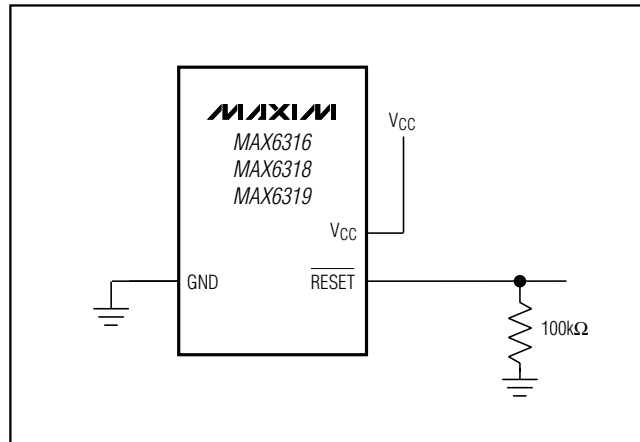 MAXIM
MAX6316
MAX6318
MAX6319
VCC
VCC
GND
RESET
100kΩ